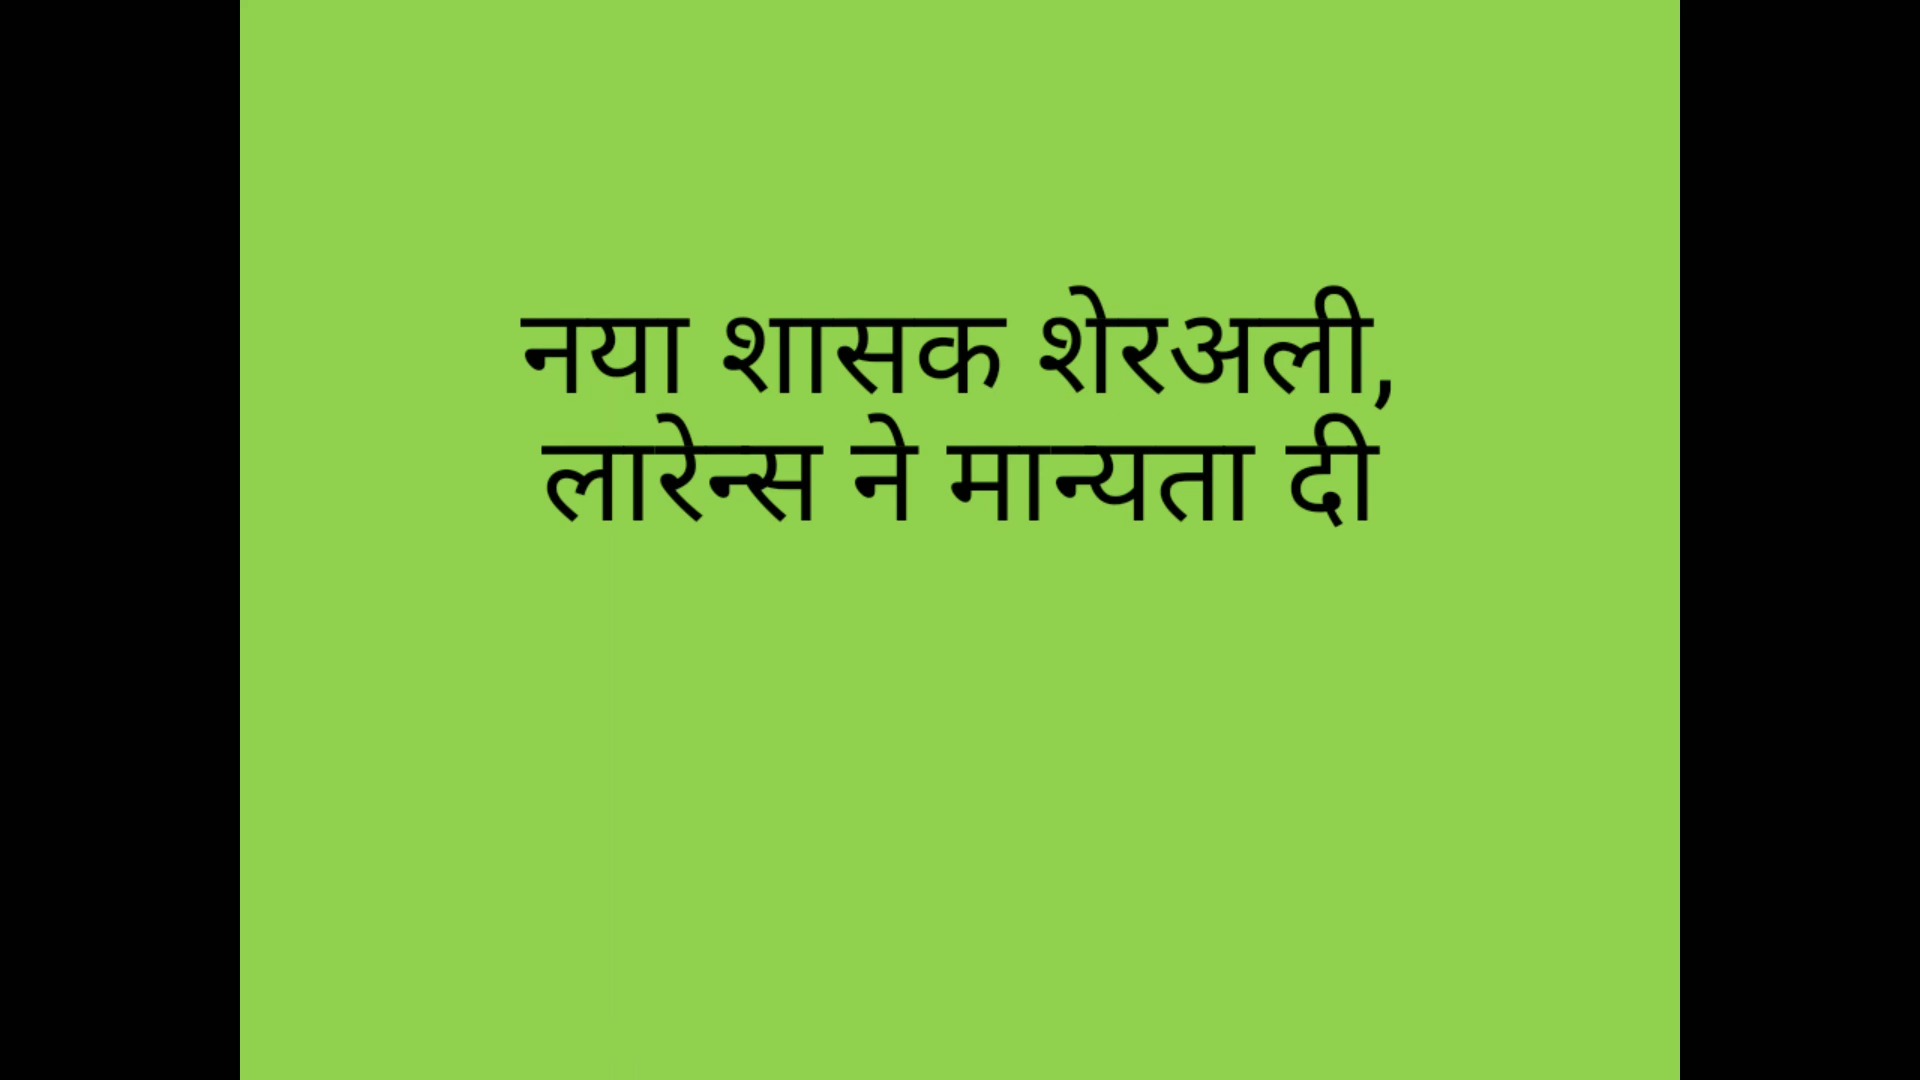 नया शासक शेरअली,
लारेन्स ने मान्यता दी